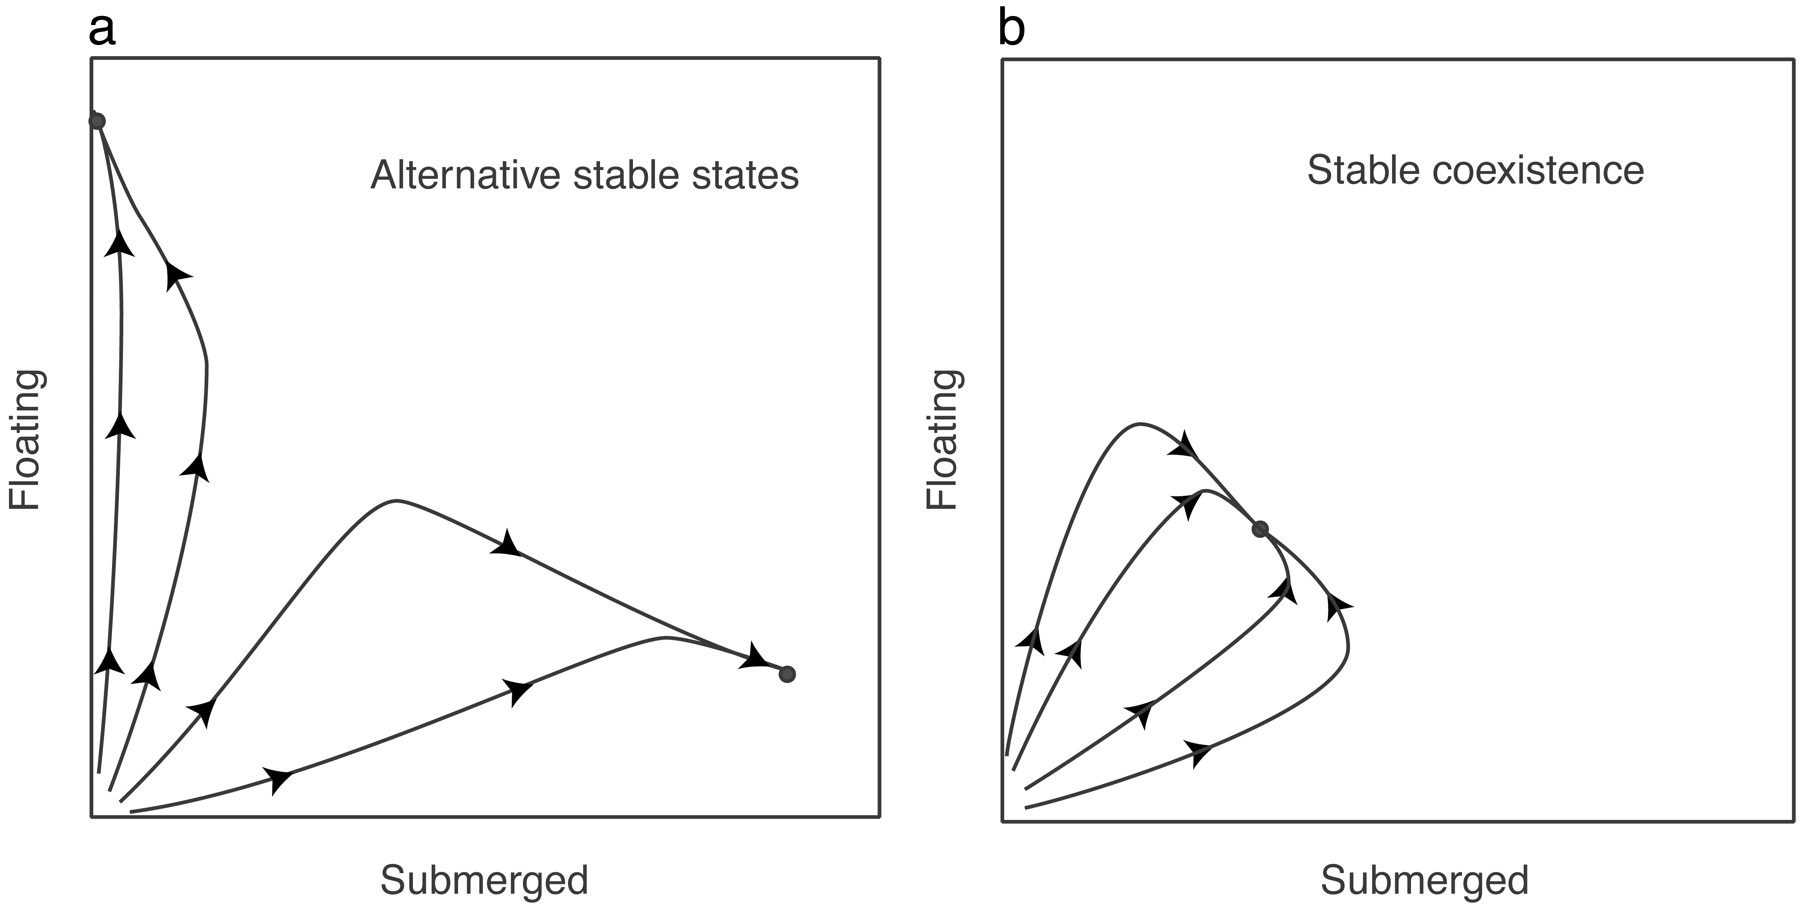 a
Alternative stable states
Floating
Submerged
b
Stable coexistence
Floating
Submerged